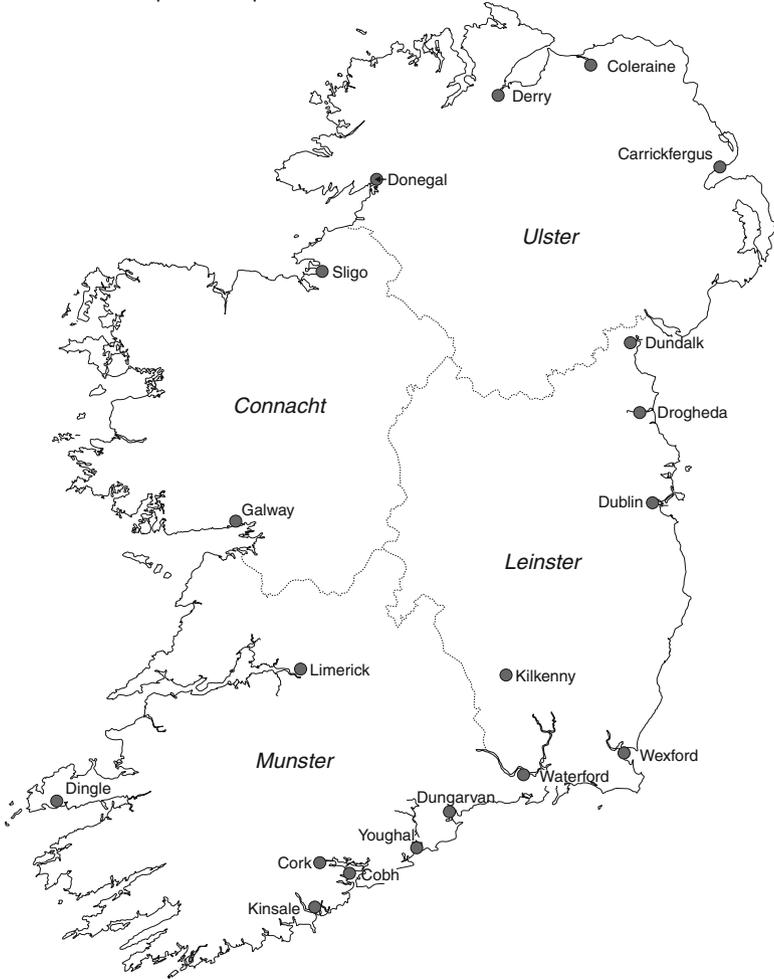 Coleraine
Derry
Carrickfergus
Donegal
Ulster
Sligo
Dundalk
Connacht
Drogheda
Dublin
Galway
Leinster
Limerick
Kilkenny
Munster
Wexford
Waterford
Dingle
Dungarvan
Youghal
Cork
Cobh
Kinsale